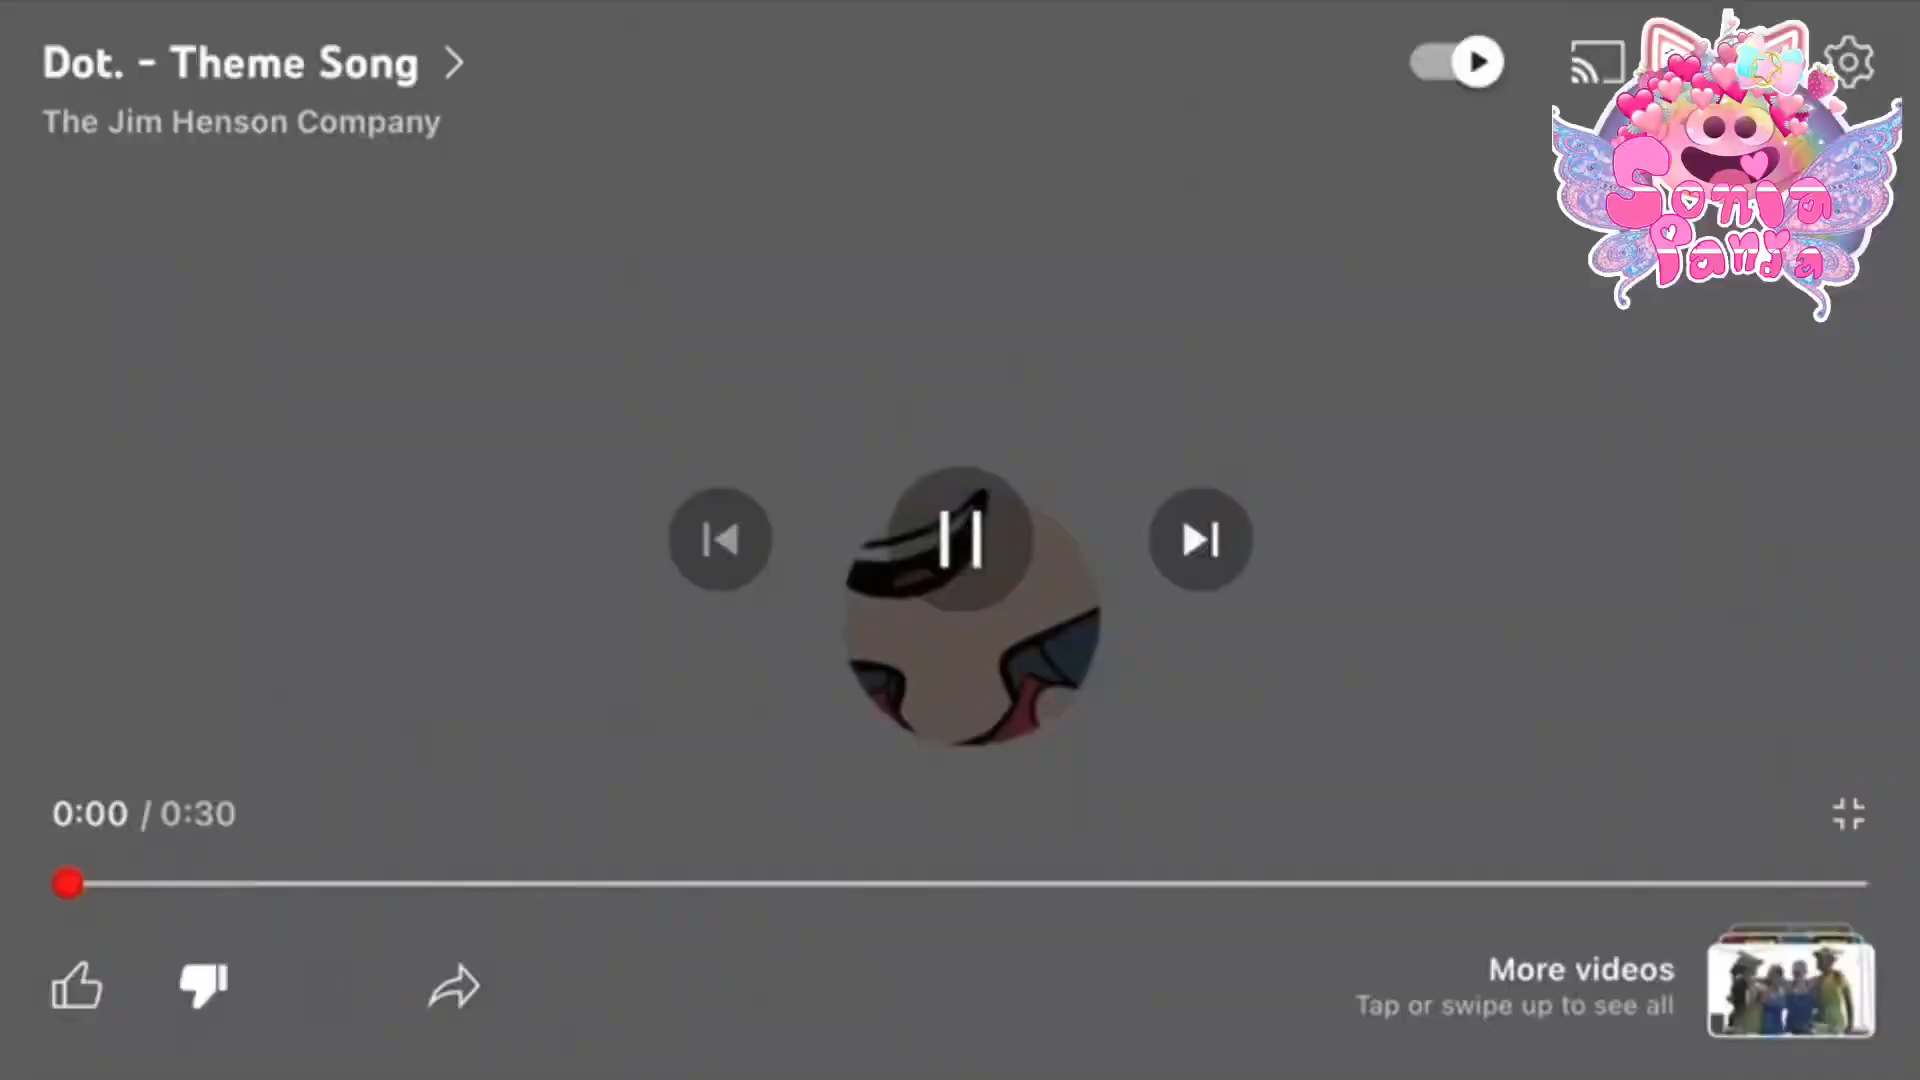 Dot. - Theme Song
The Jim Henson Company
Sonia
Panda
0:00 / 0:30
More videos
Tap or swipe up to see all